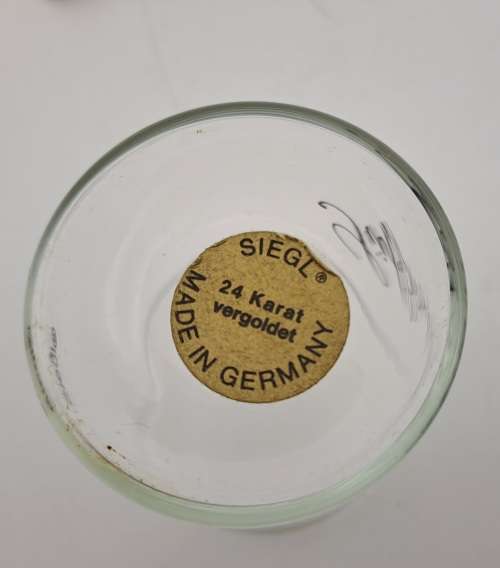 SIEGL®
24 Karat
vergoldet
MADE IN GERMANY